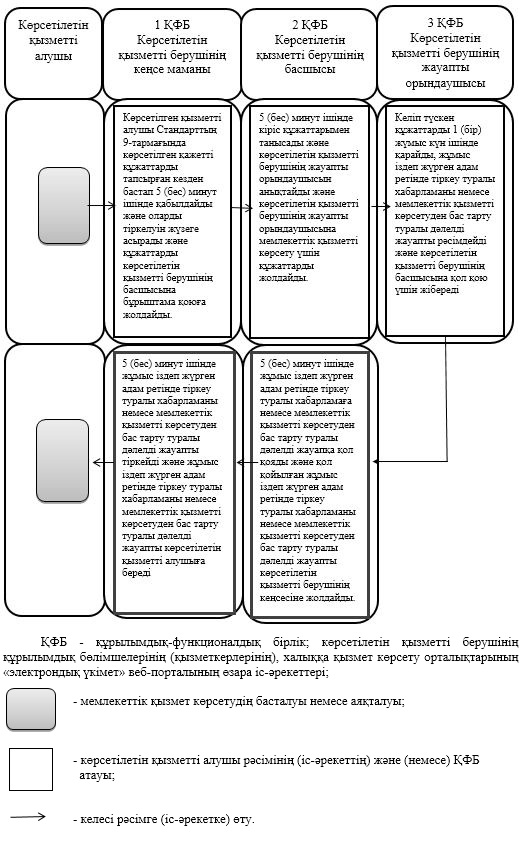 Көрсетілетін
қызметті
алушы
1 ҚФБ
Көрсетілетін
қызметті берушінің
кеңсе маманы
2 ҚФБ
Көрсетілетін
қызметті берушінің
басшысы
3 ҚФБ
Көрсетілетін
қызметті берушінің
жауапты
орындаушысы
Көрсетілген қызметті
алушы Стандарттың
9-тармағында
көрсетілген қажетті
құжаттарды
тапсырған кезден
бастап 5 (бес) минут
ішінде қабылдайды
және оларды
тіркелуін жүзеге
асырады және
құжаттарды
көрсетілетін
қызметті берушінің
басшысына
бұрыштама қоюға
жолдайды.
5 (бес) минут ішінде
кіріс құжаттарымен
танысады және
көрсетілетін қызметті
берушінің жауапты
орындаушысын
анықтайды және
көрсетілетін қызметті
берушінің жауапты
орындаушысына
мемлекеттік қызметті
көрсету үшін
құжаттарды
жолдайды.
Келіп түскен
құжаттарды 1 (бір)
жұмыс күн ішінде
қарайды, жұмыс
іздеп жүрген адам
ретінде тіркеу туралы
хабарламаны немесе
мемлекеттік қызметті
көрсетуден бас тарту
туралы дәлелді
жауапты рәсімдейді
және көрсетілетін
қызметті берушінің
басшысына қол қою
үшін жібереді
5 (бес) минут ішінде
жұмыс іздеп жүрген
адам ретінде тіркеу
туралы хабарламаны
немесе мемлекеттік
қызметті көрсетуден
бас тарту туралы
дәлелді жауапты
тіркейді және жұмыс
іздеп жүрген адам
ретінде тіркеу туралы
хабарламаны немесе
мемлекеттік қызметті
көрсетуден бас тарту
туралы дәлелді
жауапты көрсетілетін
қызметті алушыға
береді
5 (бес) минут ішінде
жұмыс іздеп жүрген
адам ретінде тіркеу
туралы хабарламаға
немесе мемлекеттік
қызметті көрсетуден
бас тарту туралы
дәлелді жауапқа қол
қояды және қол
қойылған жұмыс
іздеп жүрген адам
ретінде тіркеу туралы
хабарламаны немесе
мемлекеттік қызметті
көрсетуден бас тарту
туралы дәлелді
жауапты
көрсетілетін
қызметті берушінің
кеңсесіне жолдайды.
ҚФБ - құрылымдық-функционалдық бірлік; көрсетілетін қызметті берушінің
құрылымдық бөлімшелерінің (қызметкерлерінің), халыққа қызмет көрсету орталықтарының
«электрондық үкімет» веб-порталының өзара іс-әрекеттері;
- мемлекеттік қызмет көрсетудің басталуы немесе аяқталуы;
- көрсетілетін қызметті алушы рәсімінің (іс-әрекеттің) және (немесе) ҚФБ
атауы;
- келесі рәсімге (іс-әрекетке) өту.